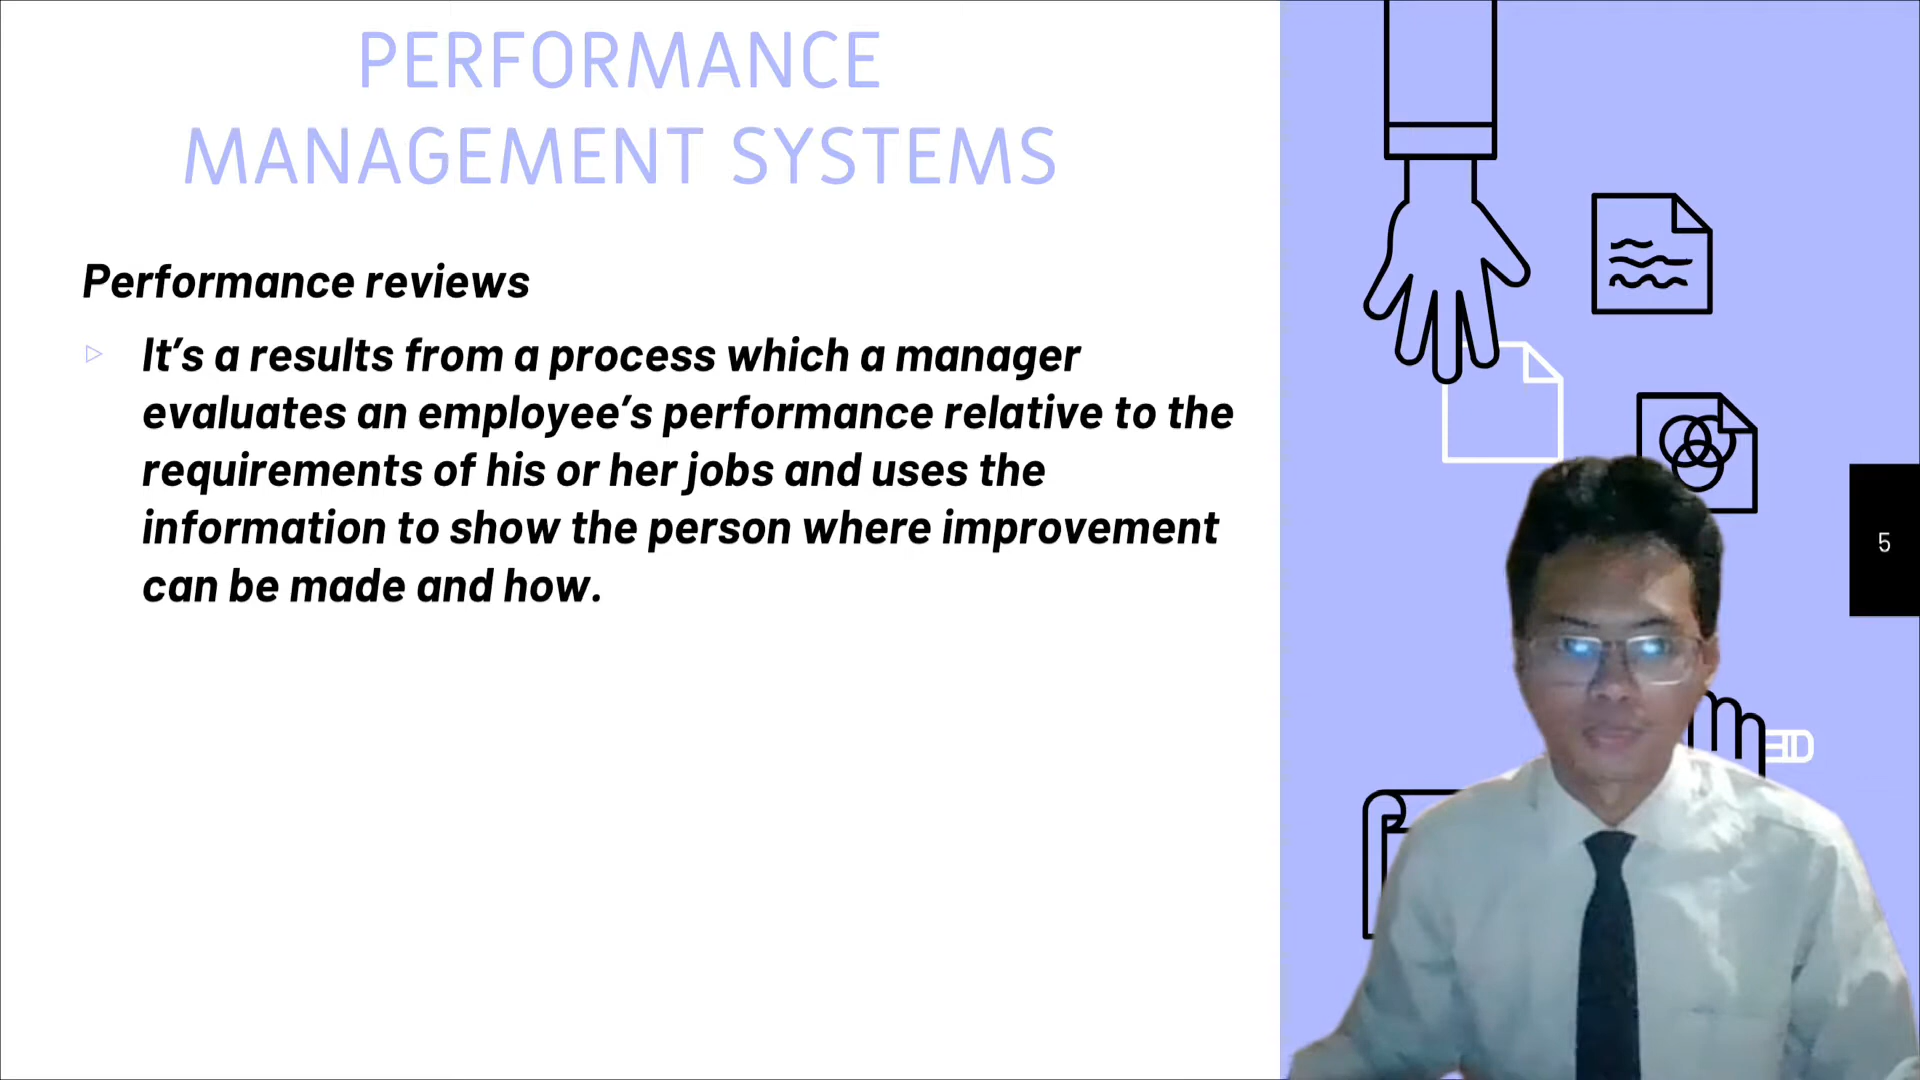 PERFORMANCE
MANAGEMENT SYSTEMS
Performance reviews
It’s a results from a process which a manager
evaluates an employee’s performance relative to the
requirements of his or her jobs and uses the
information to show the person where improvement
can be made and how.
5